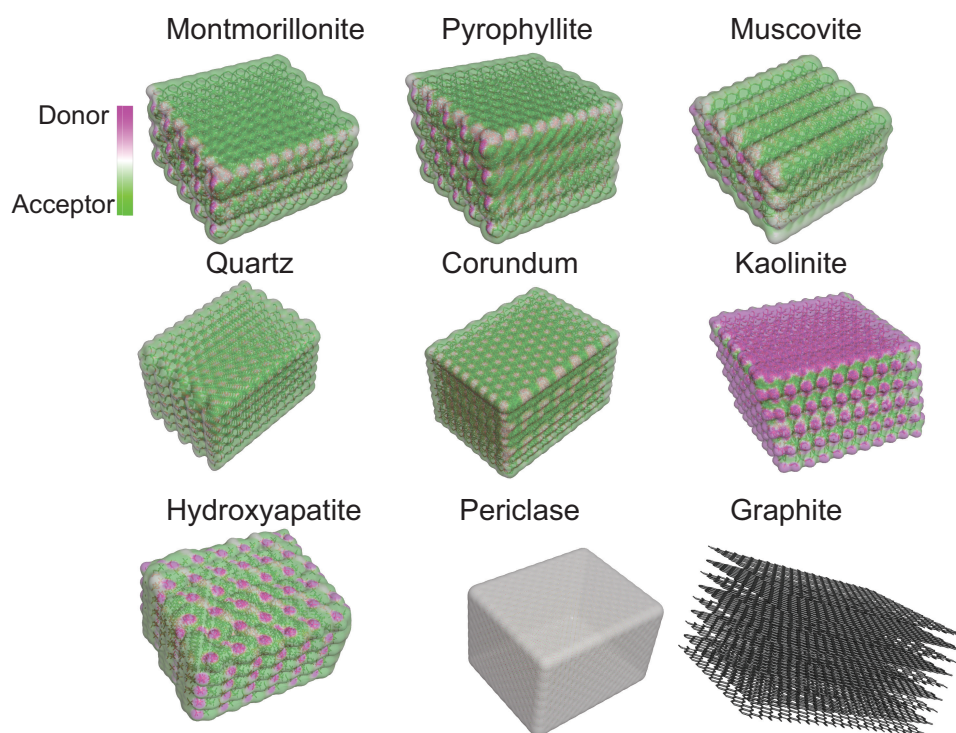 Montmorillonite
Pyrophyllite
Muscovite
Donor
Acceptor
Quartz
Corundum
Kaolinite
Hydroxyapatite
Periclase
Graphite